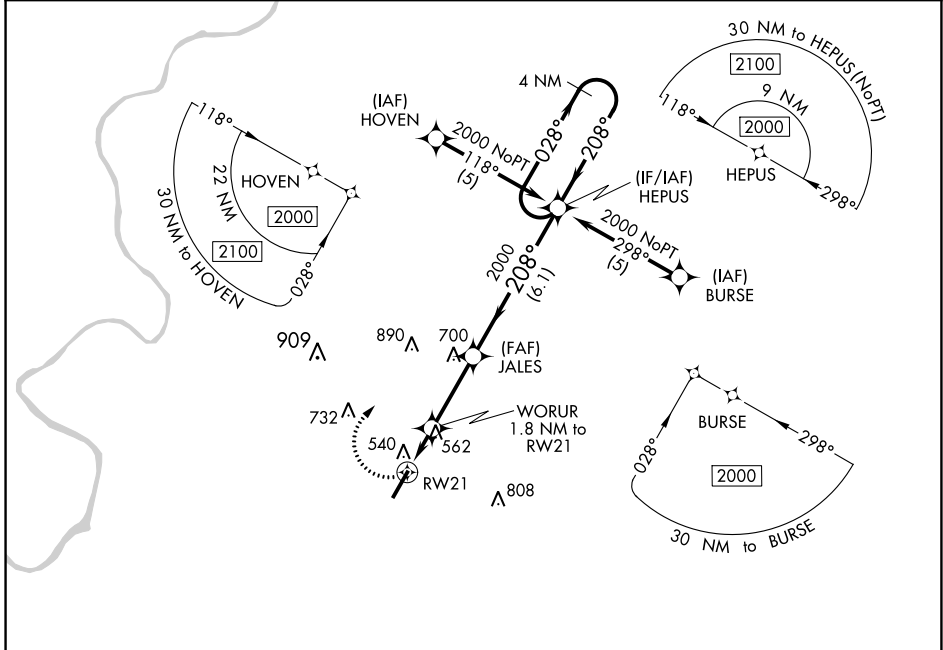 30 NM to HEPUS (NoPT)
2100
9 NM
118°
2000
HEPUS
298°
4 NM
(IAF)
HOVEN
2000 NoPT
118°
(5)
028°
208°
(IF/IAF)
HEPUS
118°
HOVEN
22 NM
2000
2100
30 NM to HOVEN
028°
2000 NoPT
298°
(5)
(IAF)
BURSE
2000
208°
(6.1)
909
890
700
(FAF)
JALES
732
WORUR
1.8 NM to
RW21
540
562
RW21
808
BURSE
028°
298°
2000
30 NM to BURSE